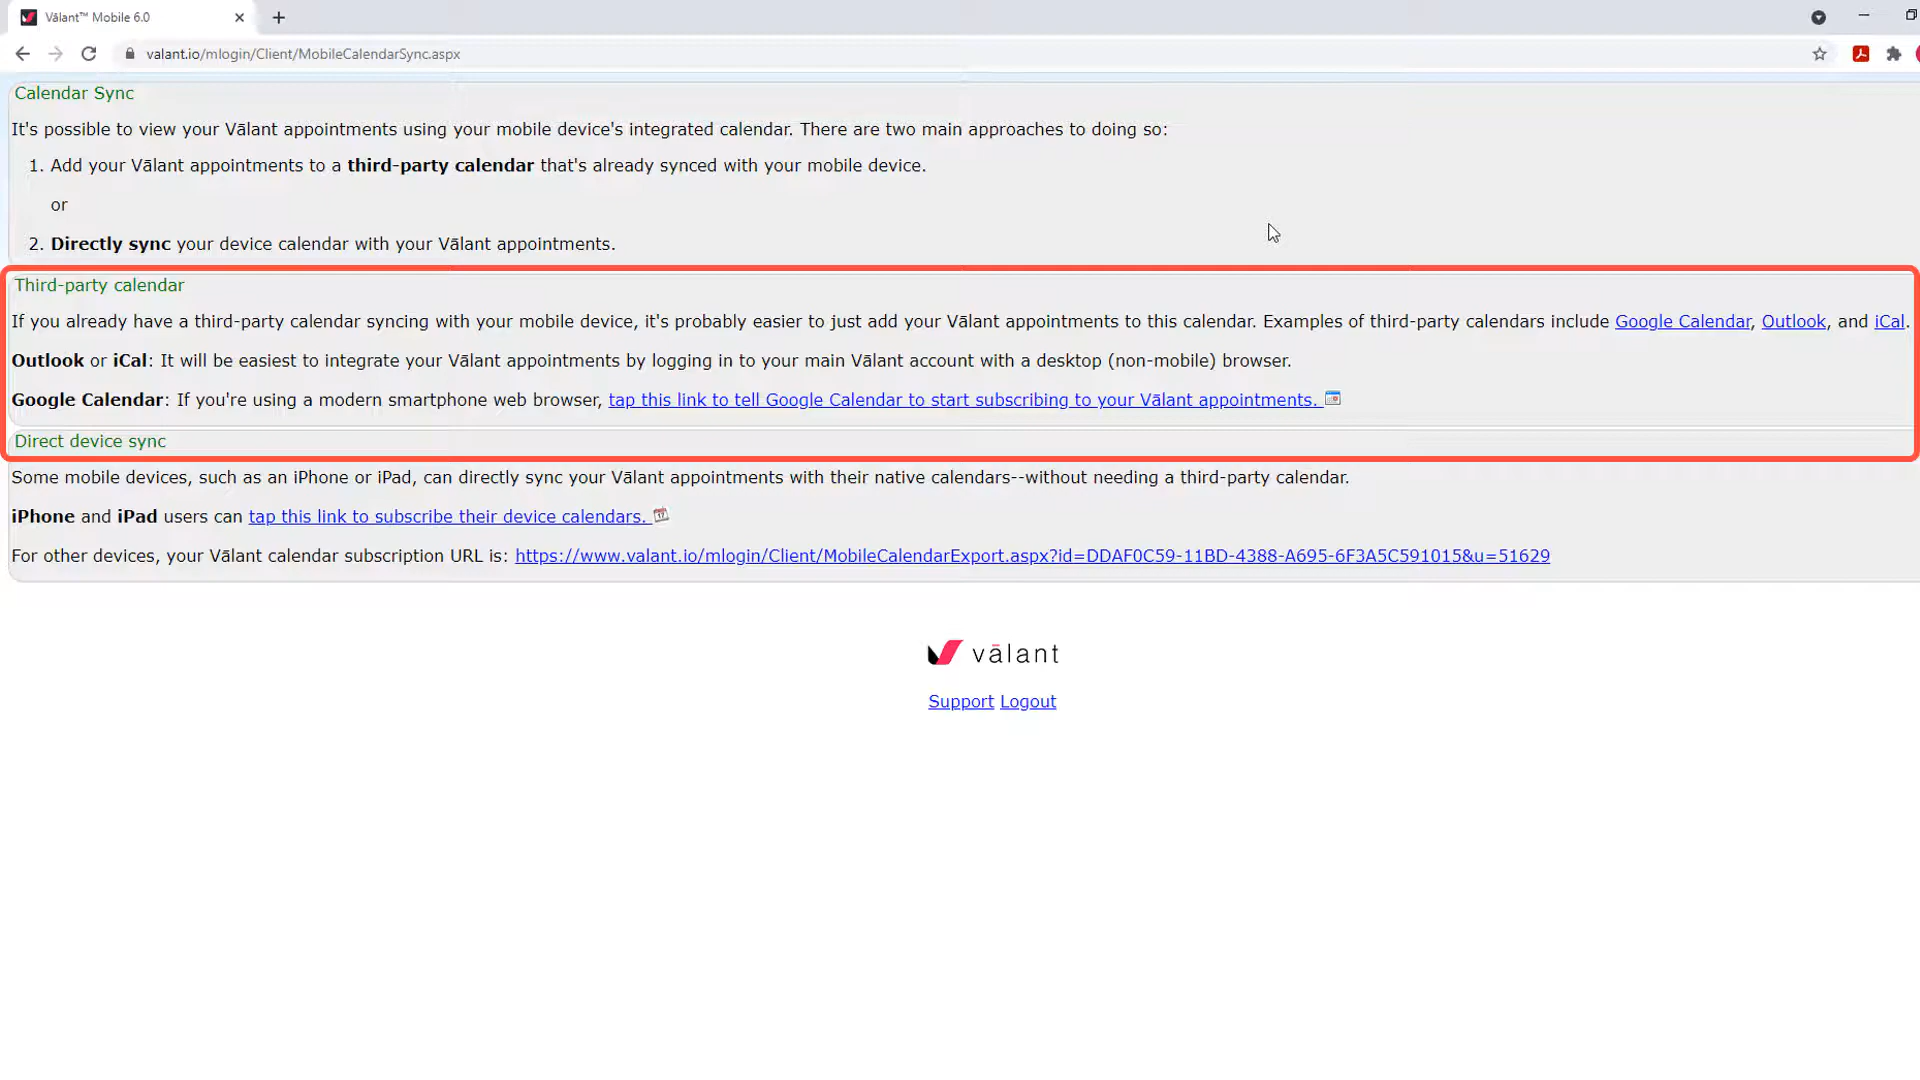 Vālant™ Mobile 6.0
valant.io/mlogin/Client/MobileCalendarSync.aspx
Calendar Sync
It's possible to view your Vālant appointments using your mobile device's integrated calendar. There are two main approaches to doing so:
1. Add your Vālant appointments to a third-party calendar that's already synced with your mobile device.
or
2. Directly sync your device calendar with your Vālant appointments.
Third-party calendar
If you already have a third-party calendar syncing with your mobile device, it's probably easier to just add your Vālant appointments to this calendar. Examples of third-party calendars include Google Calendar, Outlook, and iCal.
Outlook or iCal: It will be easiest to integrate your Vālant appointments by logging in to your main Vālant account with a desktop (non-mobile) browser.
Google Calendar: If you're using a modern smartphone web browser, tap this link to tell Google Calendar to start subscribing to your Vālant appointments.
Direct device sync
Some mobile devices, such as an iPhone or iPad, can directly sync your Vālant appointments with their native calendars--without needing a third-party calendar.
iPhone and iPad users can tap this link to subscribe their device calendars.
For other devices, your Vālant calendar subscription URL is: https://www.valant.io/mlogin/Client/MobileCalendarExport.aspx?id=DDAF0C59-11BD-4388-A695-6F3A5C591015&u=51629
vālant
Support Logout